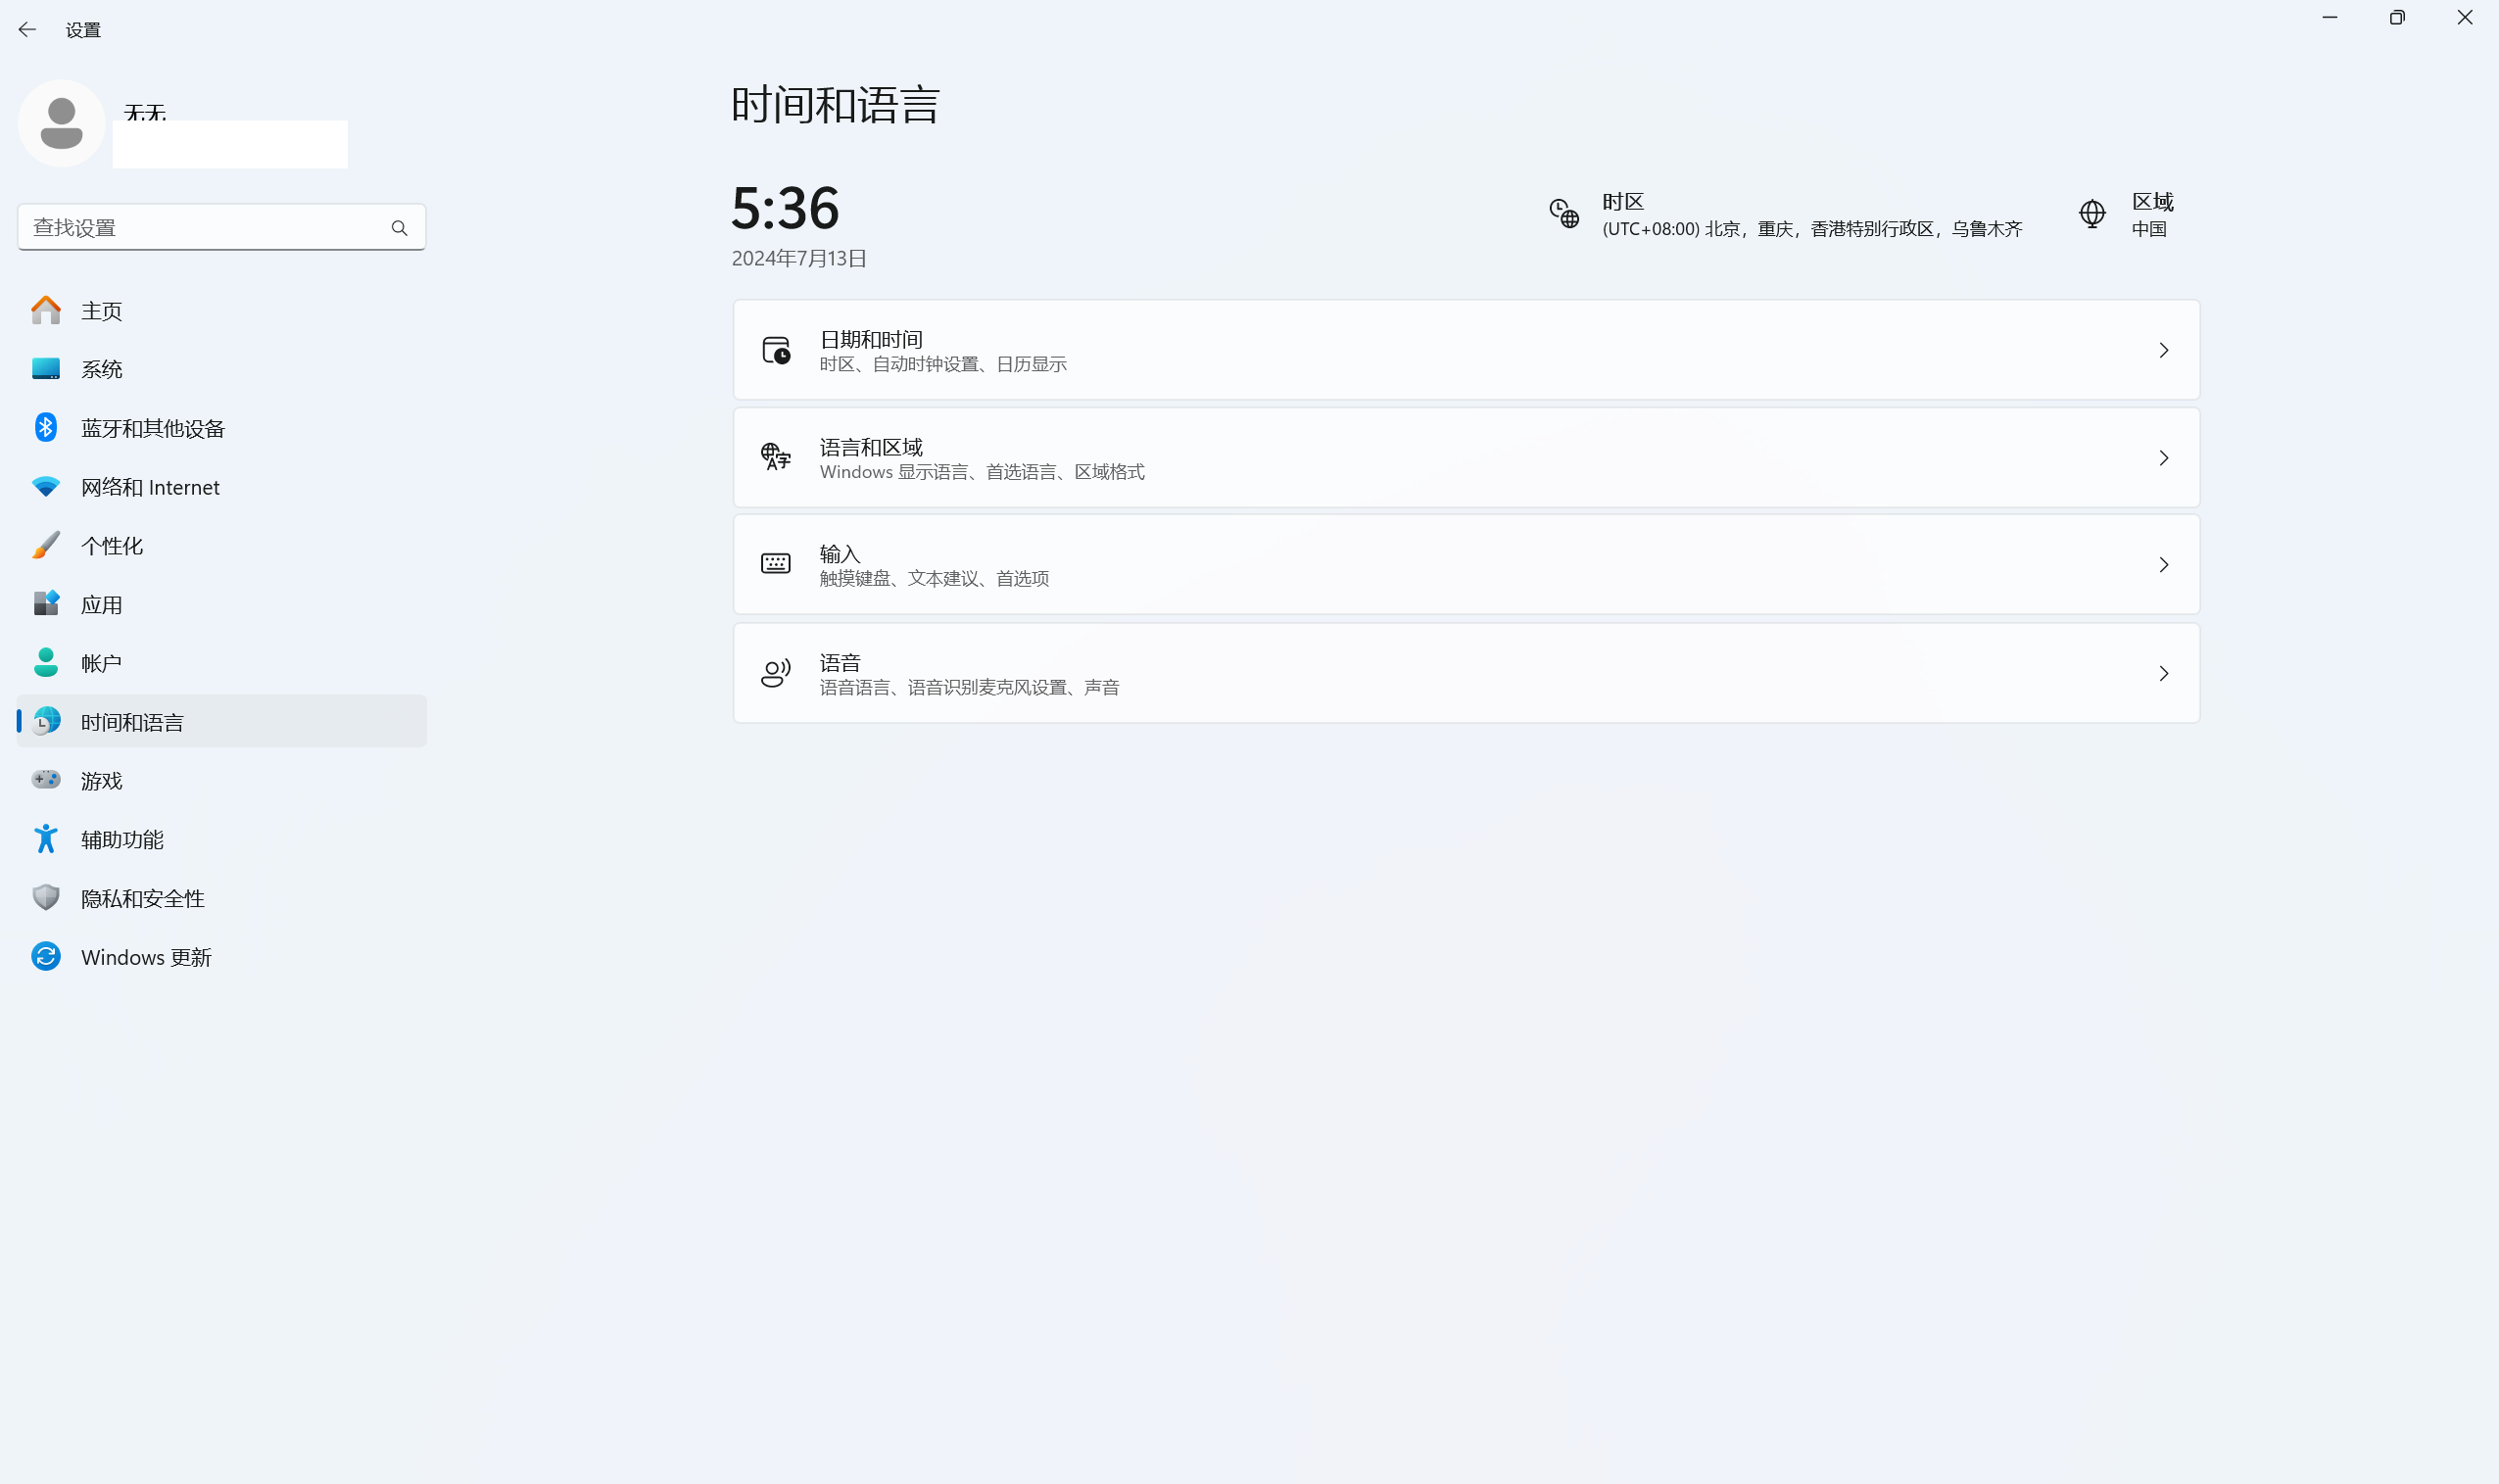 设置
无无
查找设置
主页
系统
蓝牙和其他设备
网络和 Internet
个性化
应用
帐户
时间和语言
游戏
辅助功能
隐私和安全性
Windows 更新
时间和语言
5:36
2024年7月13日
时区
(UTC+08:00) 北京，重庆，香港特别行政区，乌鲁木齐
区域
中国
日期和时间
时区、自动时钟设置、日历显示
语言和区域
Windows 显示语言、首选语言、区域格式
输入
触摸键盘、文本建议、首选项
语音
语音语言、语音识别麦克风设置、声音